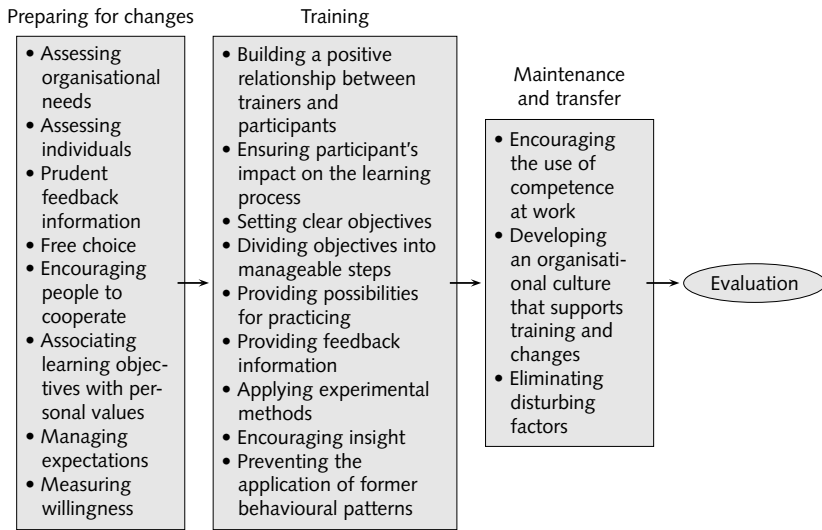 Preparing for changes
• Assessing
organisational
needs
• Assessing
individuals
• Prudent
feedback
information
• Free choice
• Encouraging
people to
cooperate
• Associating
learning objec-
tives with per-
sonal values
• Managing
expectations
• Measuring
willingness
Training
• Building a positive
relationship between
trainers and
participants
• Ensuring participant's
impact on the learning
process
• Setting clear objectives
• Dividing objectives into
manageable steps
• Providing possibilities
for practicing
• Providing feedback
information
• Applying experimental
methods
• Encouraging insight
• Preventing the
application of former
behavioural patterns
Maintenance
and transfer
• Encouraging
the use of
competence
at work
• Developing
an organisati-
onal culture
that supports
training and
changes
• Eliminating
disturbing
factors
Evaluation